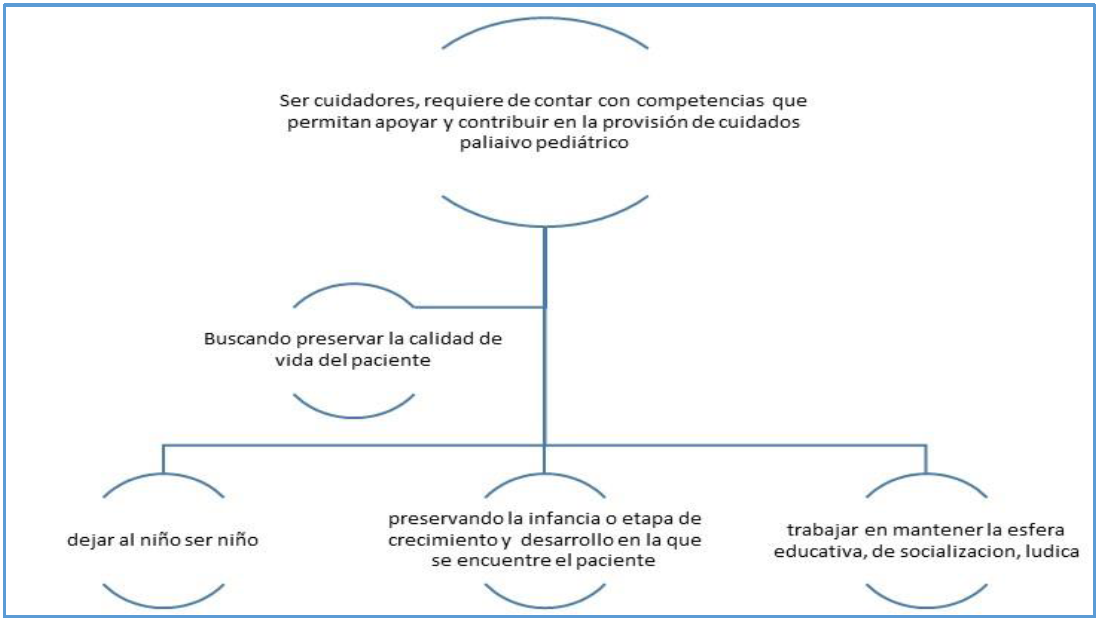 Ser cuidadores, requiere de contar con competencias que
permitan apoyar y contribuir en la provisión de cuidados
paliaivo pediátrico
Buscando preservar la calidad de
vida del paciente
dejar al niño ser niño
preservando la infancia o etapa de
crecimiento y desarrollo en la que
se encuentre el paciente
trabajar en mantener la esfera
educativa, de socializacion, ludica